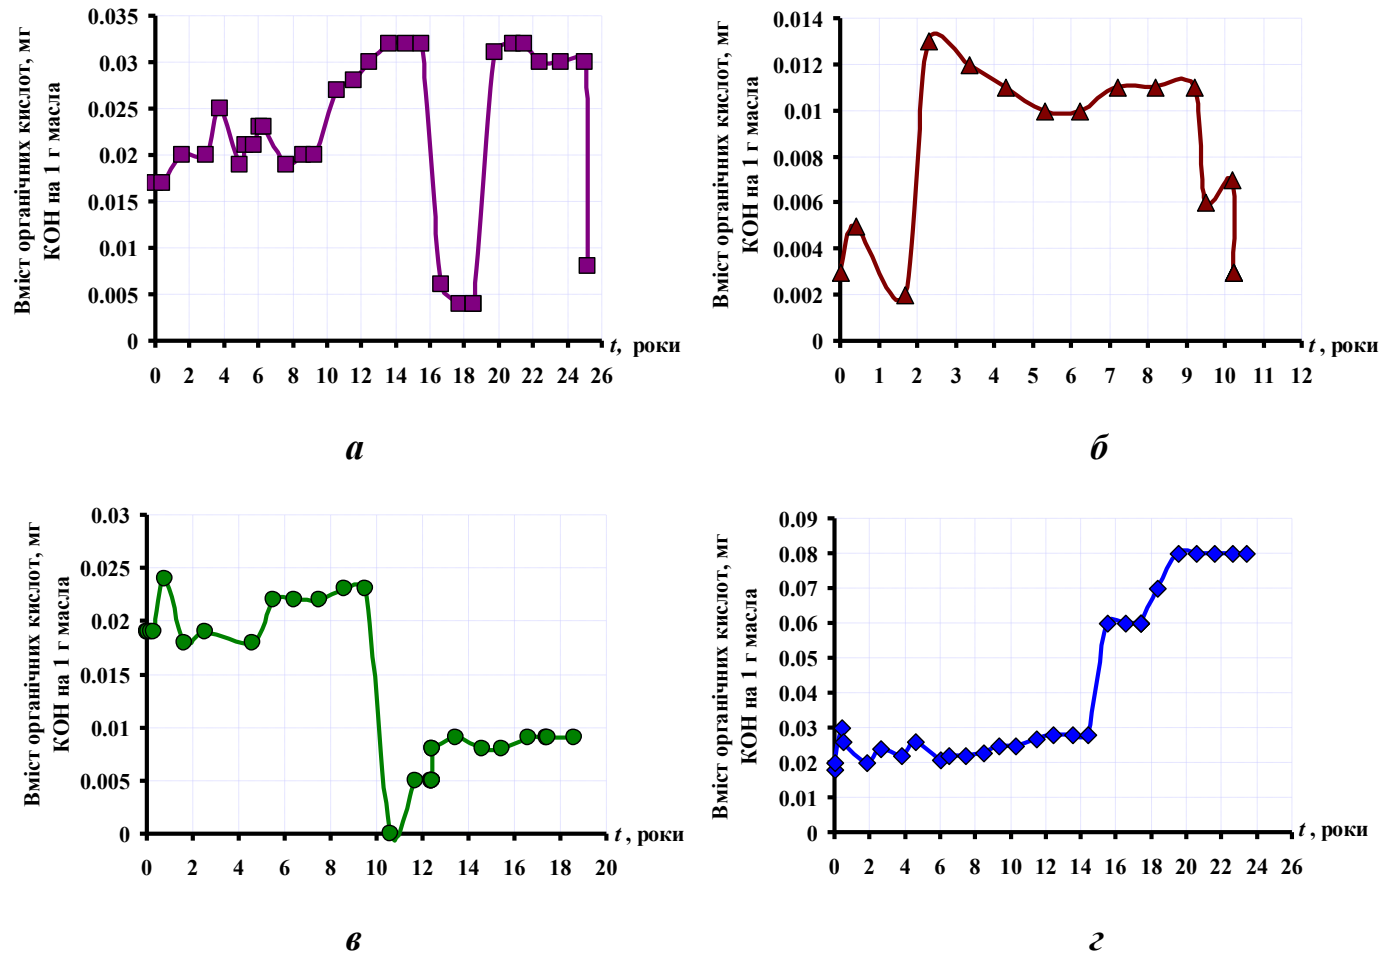 Вміст органічних кислот, мг
КОН на 1 г масла
0.035
0.03
0.025
0.02
0.015
0.01
0.005
0
0 2 4 6 8 10 12 14 16 18 20 22 24 26
t, роки
а
Вміст органічних кислот, мг
КОН на 1 г масла
0.014
0.012
0.01
0.008
0.006
0.004
0.002
0
0 1 2 3 4 5 6 7 8 9 10 11 12
t , роки
б
Вміст органічних кислот, мг
КОН на 1 г масла
0.03
0.025
0.02
0.015
0.01
0.005
0
0 2 4 6 8 10 12 14 16 18 20
t , роки
в
Вміст органічних кислот, мг
КОН на 1 г масла
0.09
0.08
0.07
0.06
0.05
0.04
0.03
0.02
0.01
0
0 2 4 6 8 10 12 14 16 18 20 22 24 26
t , роки
г